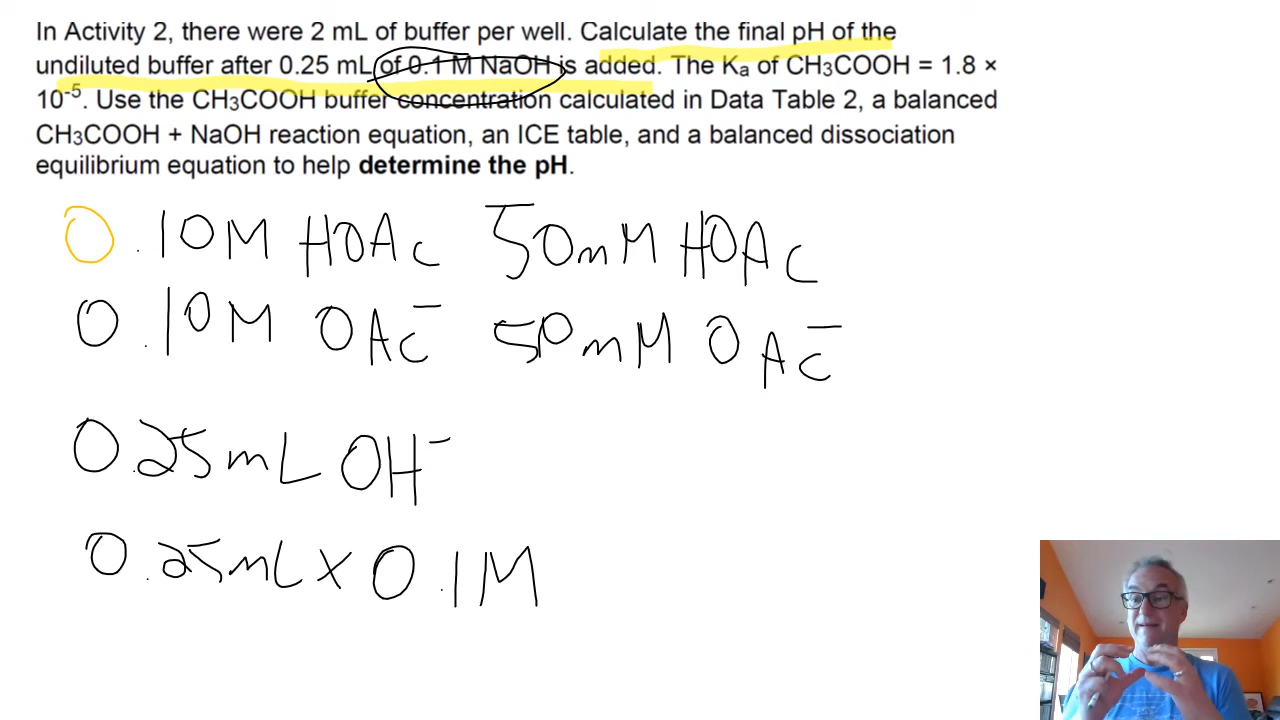 In Activity 2, there were 2 mL of buffer per well. Calculate the final pH of the
undiluted buffer after 0.25 mL of 0.1 M NaOH is added. The Ka of CH3COOH = 1.8 ×
10⁻⁵. Use the CH3COOH buffer concentration calculated in Data Table 2, a balanced
CH3COOH + NaOH reaction equation, an ICE table, and a balanced dissociation
equilibrium equation to help determine the pH.
0.10M HOAc 50mM HOAc
0.10M OAc⁻ 50mM OAc⁻
0.25mL OH⁻
0.25mL x 0.1M